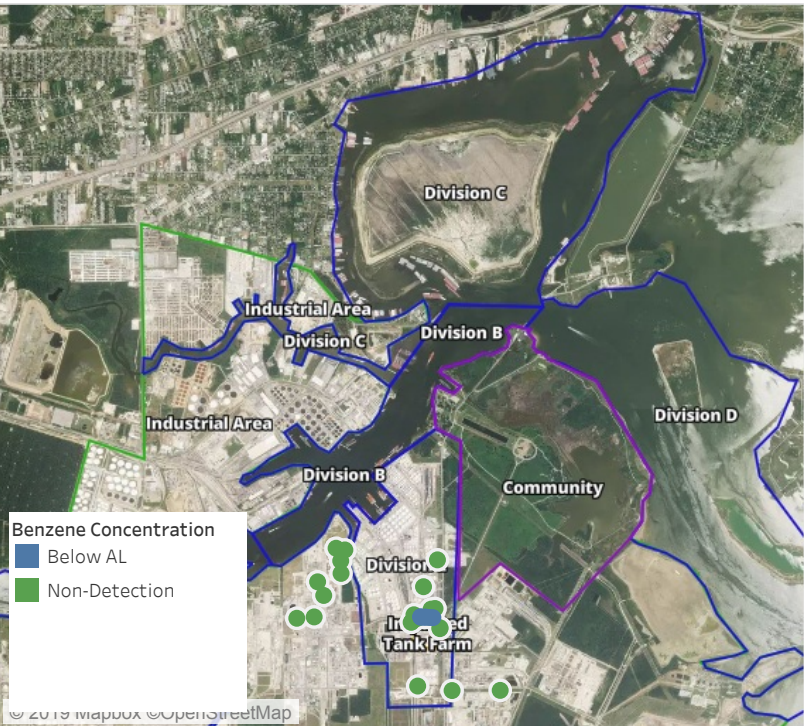 Division C
Industrial Area
Division B
Division C
Division D
Industrial Area
Division B
Community
Benzene Concentration
Below AL
Non-Detection
Division
Tank Farm
© 2019 Mapbox ©OpenStreetMap